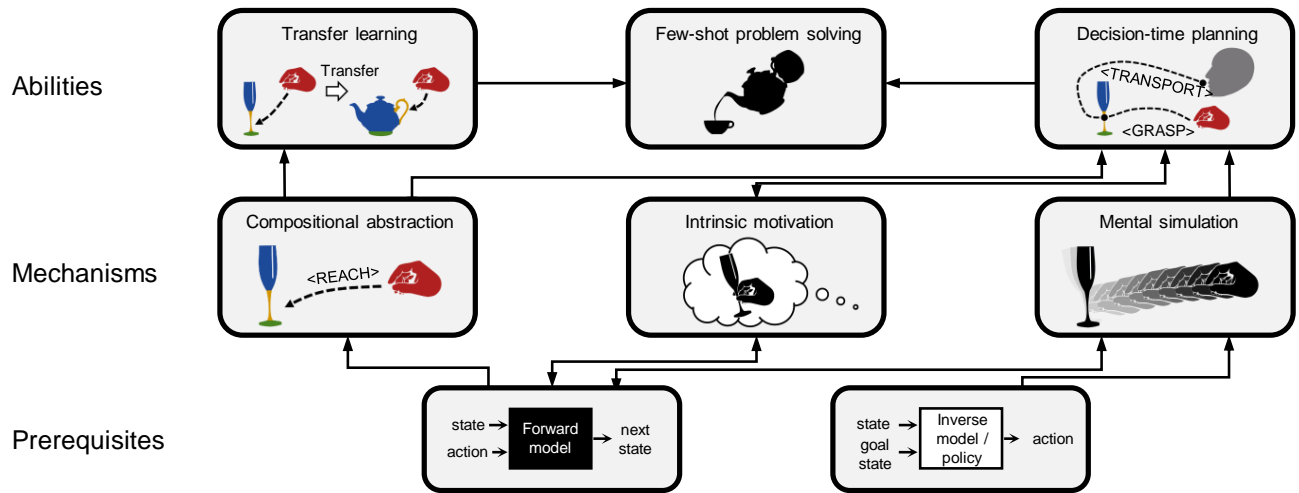 Abilities
Transfer learning
Transfer
Few-shot problem solving
Decision-time planning
<TRANSPORT>
<GRASP>
Mechanisms
Compositional abstraction
<REACH>
Intrinsic motivation
Mental simulation
Prerequisites
state
action
Forward
model
next
state
state
goal
state
Inverse
model /
policy
action